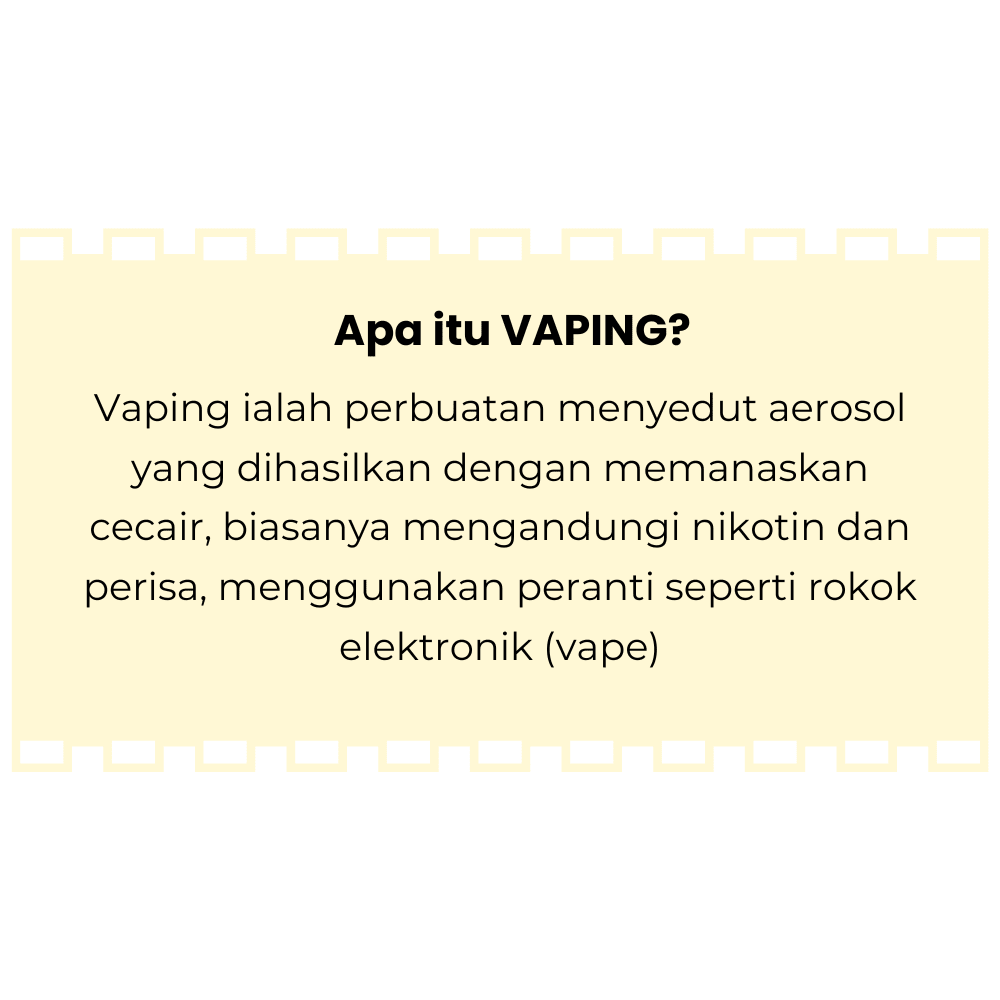 Apa itu VAPING?
Vaping ialah perbuatan menyedut aerosol
yang dihasilkan dengan memanaskan
cecair, biasanya mengandungi nikotin dan
perisa, menggunakan peranti seperti rokok
elektronik (vape)